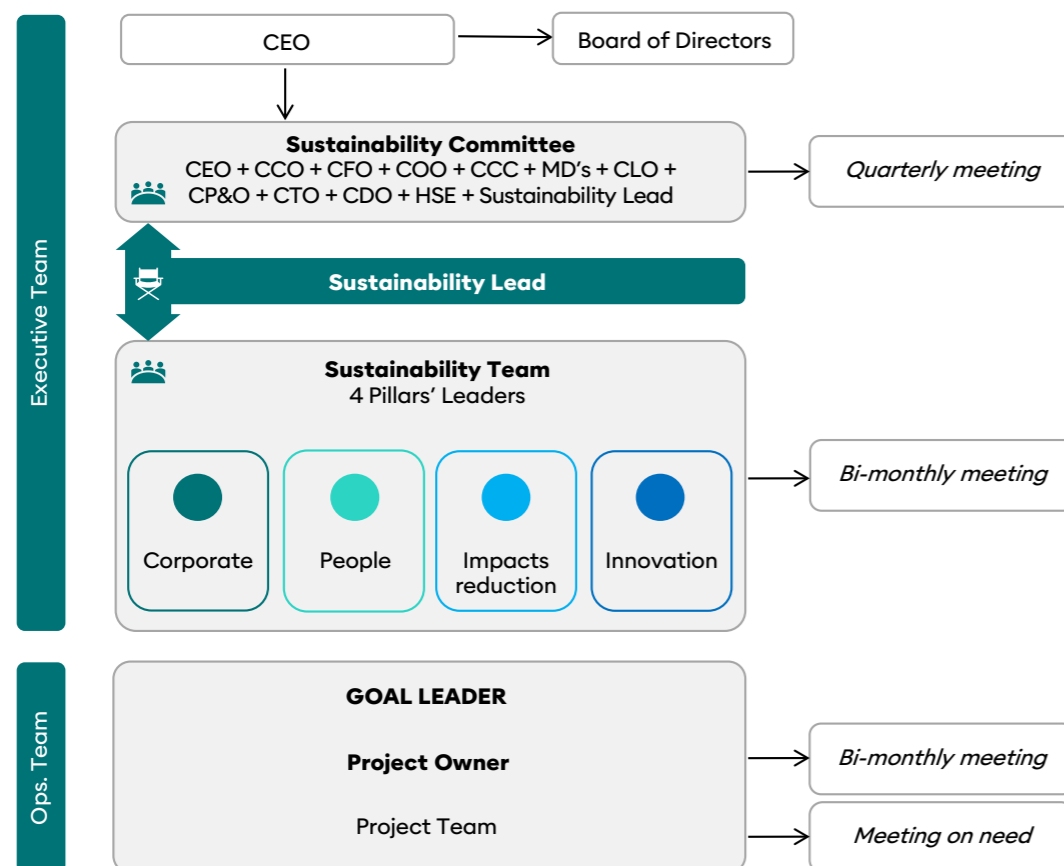 CEO
Board of Directors
Executive Team
Sustainability Committee
CEO + CCO + CFO + COO + CCC + MD's + CLO +
CP&O + CTO + CDO + HSE + Sustainability Lead
Quarterly meeting
Sustainability Lead
Sustainability Team
4 Pillars' Leaders
Corporate
People
Impacts
reduction
Innovation
Bi-monthly meeting
Ops. Team
GOAL LEADER
Project Owner
Bi-monthly meeting
Project Team
Meeting on need